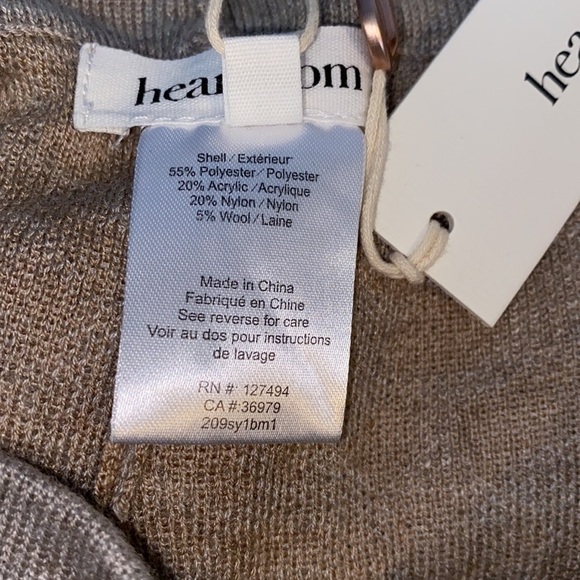 Shell/Extérieur
55% Polyester/Polyester
20% Acrylic/Acrylique
20% Nylon/Nylon
5% Wool/Laine
Made in China
Fabriqué en Chine
See reverse for care
Voir au dos pour instructions
de lavage
RN #: 127494
CA #:36979
209sy1bm1